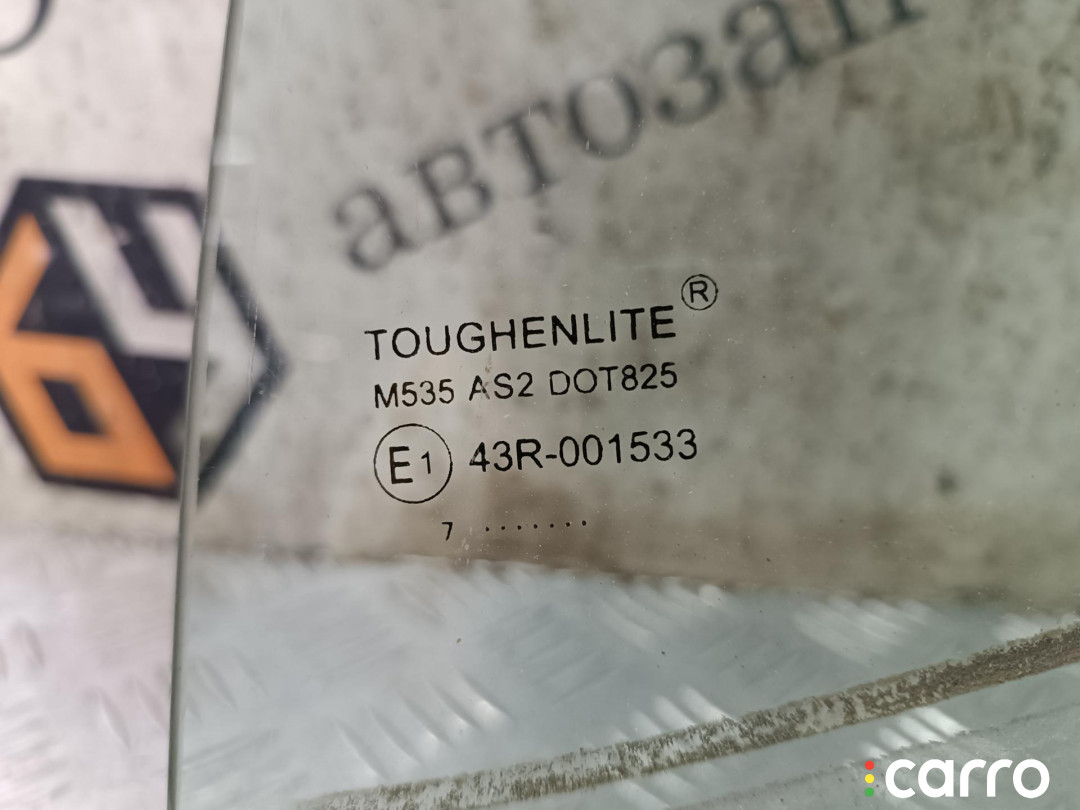 автозап
TOUGHENLITE®
M535 AS2 DOT825
E1 43R-001533
7 .......
carro